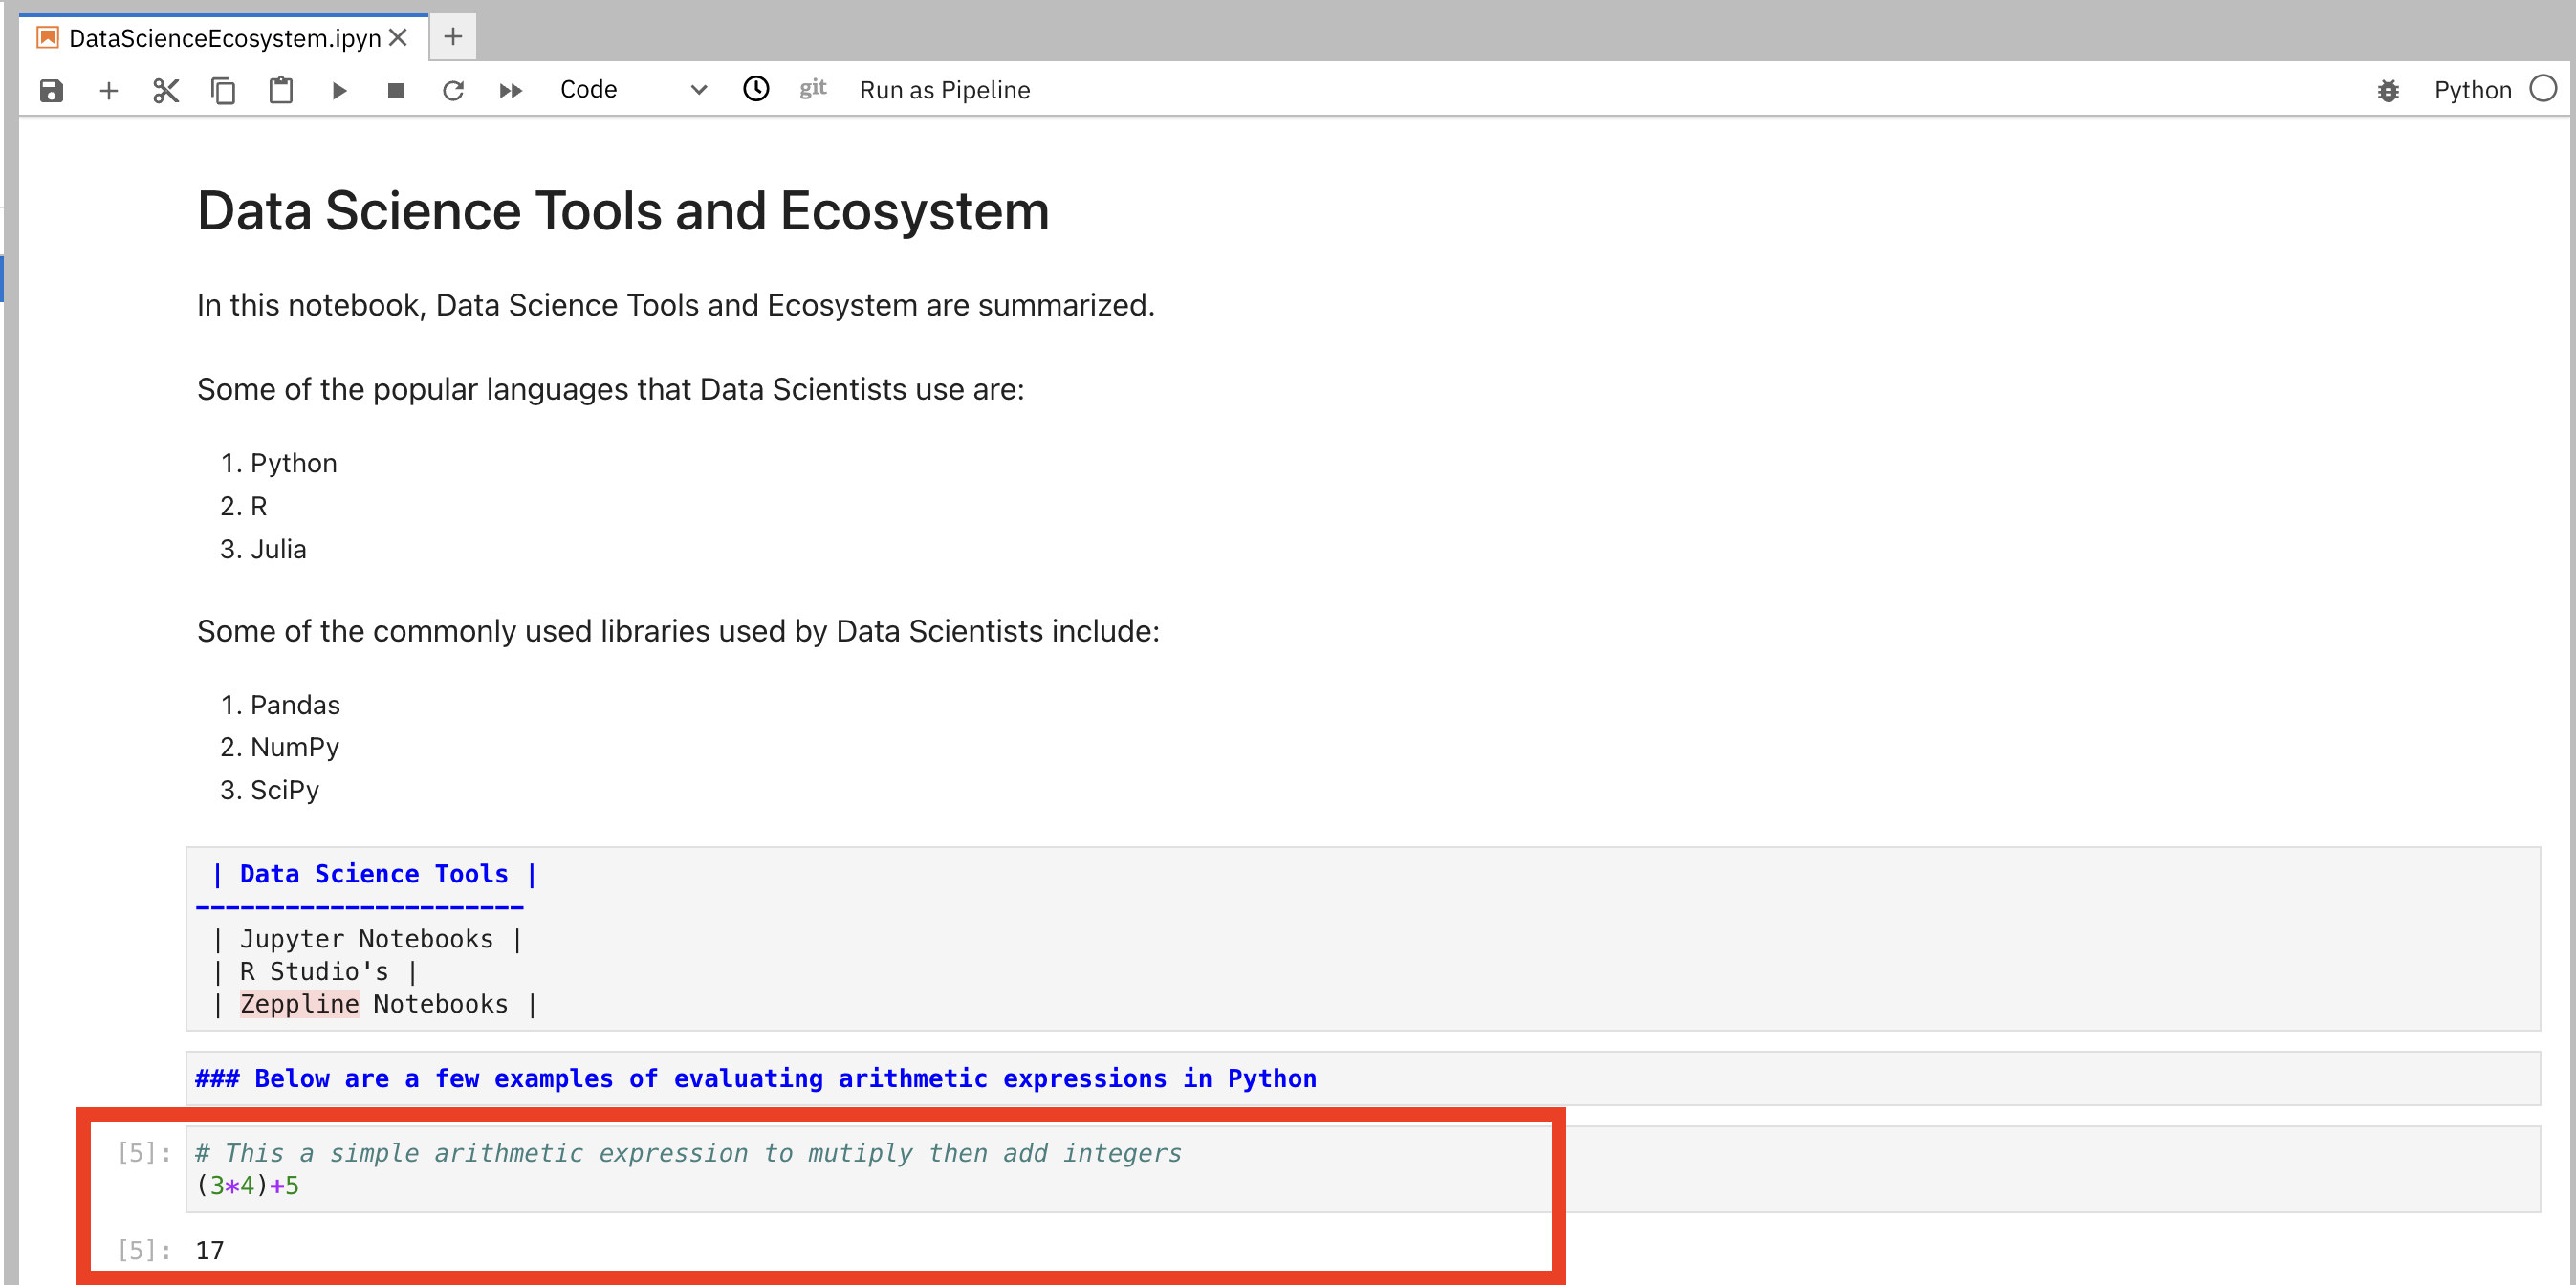 DataScienceEcosystem.ipyn
Code git Run as Pipeline Python
Data Science Tools and Ecosystem
In this notebook, Data Science Tools and Ecosystem are summarized.
Some of the popular languages that Data Scientists use are:
1. Python
2. R
3. Julia
Some of the commonly used libraries used by Data Scientists include:
1. Pandas
2. NumPy
3. SciPy
| Data Science Tools |
----------------------
| Jupyter Notebooks |
| R Studio's |
| Zeppline Notebooks |
### Below are a few examples of evaluating arithmetic expressions in Python
[5]: # This a simple arithmetic expression to mutiply then add integers
(3*4)+5
[5]: 17